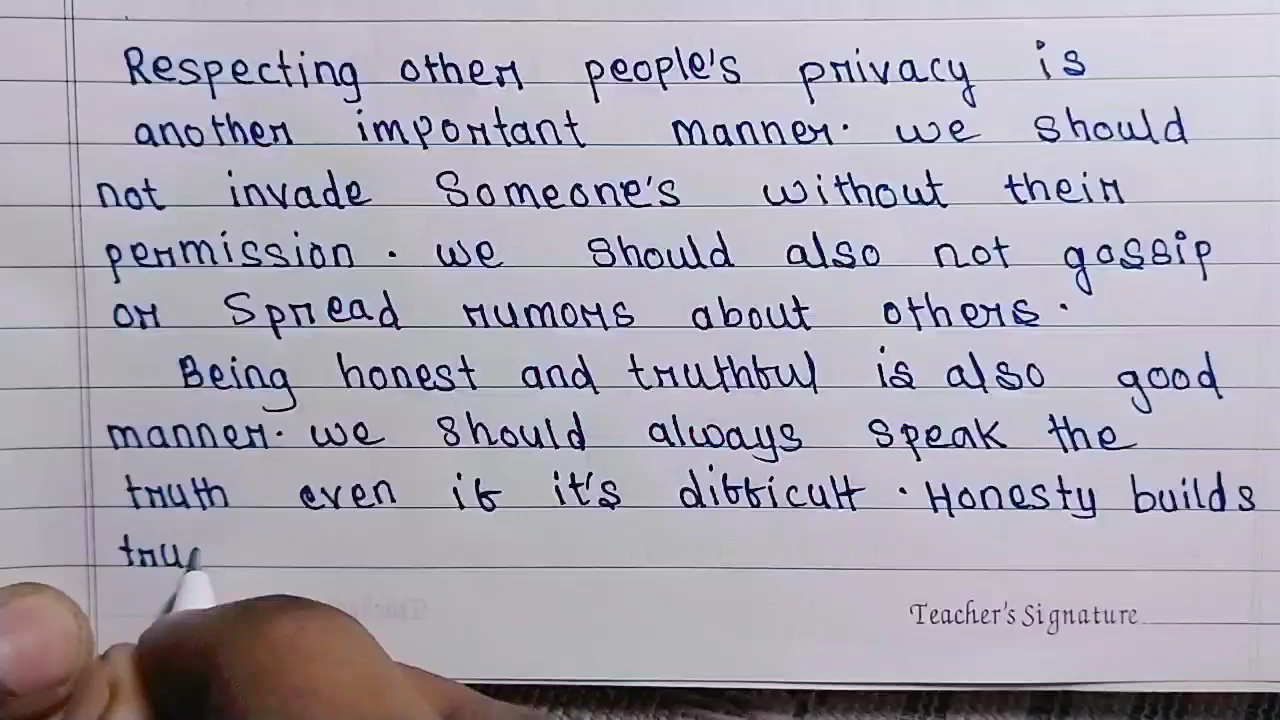 Respecting other people's privacy is
another important manner. we should
not invade Someone's without their
permission. we should also not gossip
or Spread rumors about others.
Being honest and truthful is also good
manner. we should always speak the
truth even if it's difficult. Honesty builds
tru
Teacher's Signature